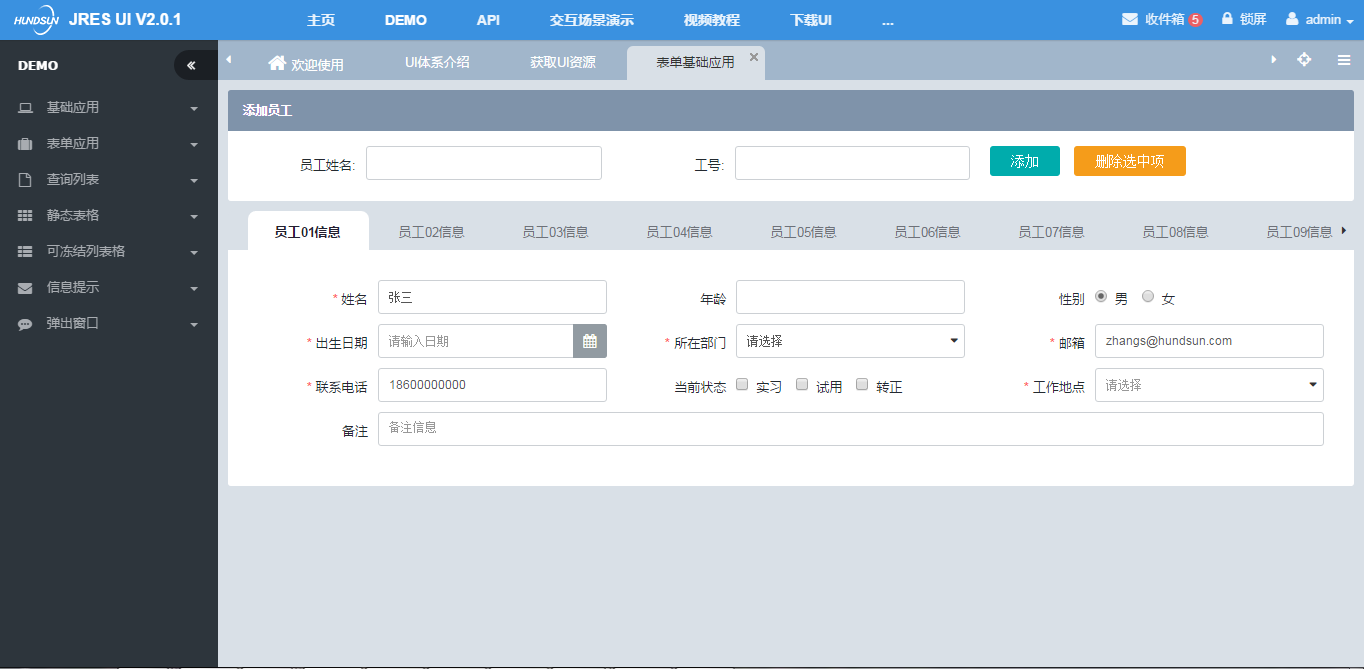 HUNDSUN JRES UI V2.0.1 主页 DEMO API 交互场景演示 视频教程 下载UI ... 收件箱 5 锁屏 admin
DEMO
基础应用
表单应用
查询列表
静态表格
可冻结列表格
信息提示
弹出窗口
欢迎使用 UI体系介绍 获取UI资源 表单基础应用
添加员工
员工姓名: 工号: 添加 删除选中项
员工01信息 员工02信息 员工03信息 员工04信息 员工05信息 员工06信息 员工07信息 员工08信息 员工09信息
* 姓名 张三 年龄 性别 男 女
* 出生日期 请输入日期 * 所在部门 请选择 * 邮箱 zhangs@hundsun.com
* 联系电话 18600000000 当前状态 实习 试用 转正 * 工作地点 请选择
备注 备注信息